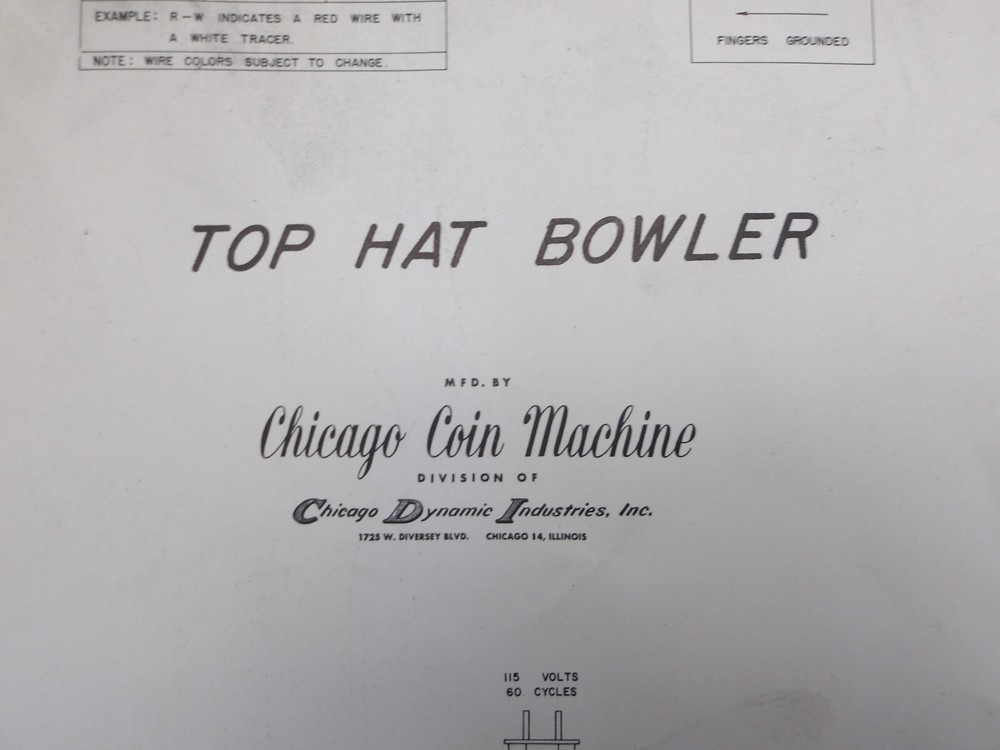 EXAMPLE: R-W INDICATES A RED WIRE WITH
A WHITE TRACER.
NOTE: WIRE COLORS SUBJECT TO CHANGE.
FINGERS GROUNDED
TOP HAT BOWLER
MFD. BY
Chicago Coin Machine
DIVISION OF
Chicago Dynamic Industries, Inc.
1725 W. DIVERSEY BLVD. CHICAGO 14, ILLINOIS
115 VOLTS
60 CYCLES